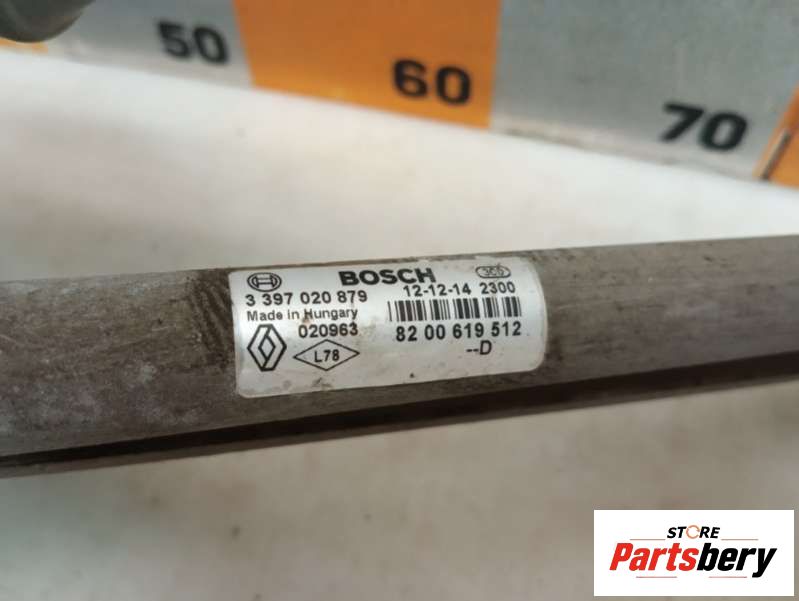 50
60
70
BOSCH
3C0
3 397 020 879
12-12-14 2300
Made in Hungary
020963
82 00 619 512
L78
--D
STORE
Partsbery